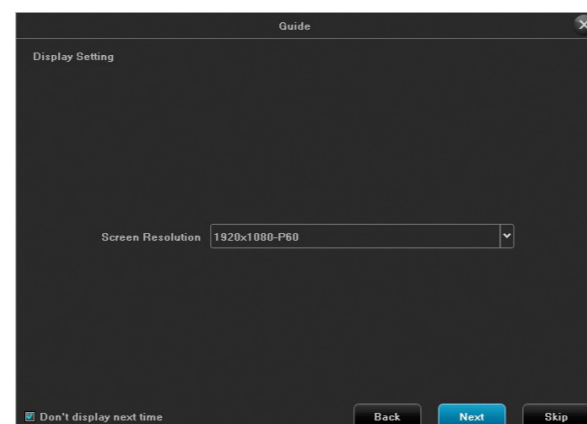 Guide
Display Setting
Screen Resolution 1920x1080-P60
Don't display next time Back Next Skip